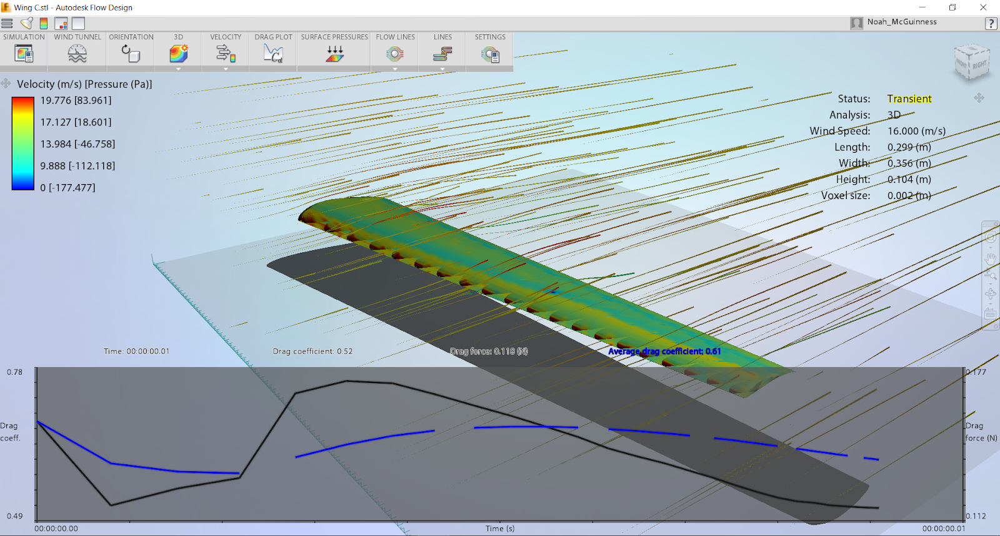 Wing C.stl - Autodesk Flow Design
Noah_McGuinness
?
SIMULATION WIND TUNNEL ORIENTATION 3D VELOCITY DRAG PLOT SURFACE PRESSURES FLOW LINES LINES SETTINGS
Cd
FRONT RIGHT
Velocity (m/s) [Pressure (Pa)]
19.776 [83.961]
17.127 [18.601]
13.984 [-46.758]
9.888 [-112.118]
0 [-177.477]
Status: Transient
Analysis: 3D
Wind Speed: 16.000 (m/s)
Length: 0.299 (m)
Width: 0.356 (m)
Height: 0.104 (m)
Voxel size: 0.002 (m)
Time: 00:00:00.01 Drag coefficient: 0.52 Drag force: 0.118 (N) Average drag coefficient: 0.61
0.78 0.177
Drag Drag
coeff. force (N)
0.49 0.112
00:00:00.00 Time (s) 00:00:00.01